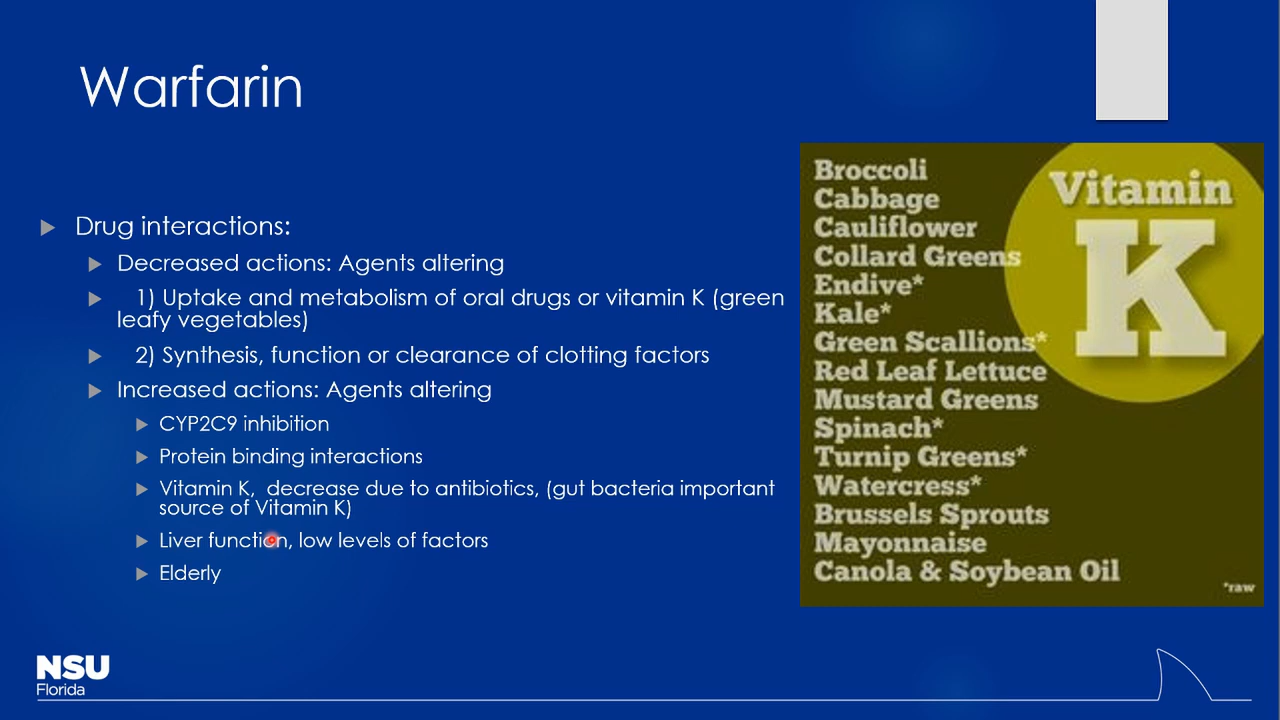 Warfarin
Drug interactions:
Decreased actions: Agents altering
1) Uptake and metabolism of oral drugs or vitamin K (green
leafy vegetables)
2) Synthesis, function or clearance of clotting factors
Increased actions: Agents altering
CYP2C9 inhibition
Protein binding interactions
Vitamin K, decrease due to antibiotics, (gut bacteria important
source of Vitamin K)
Liver function, low levels of factors
Elderly
Vitamin
K
Broccoli
Cabbage
Cauliflower
Collard Greens
Endive*
Kale*
Green Scallions*
Red Leaf Lettuce
Mustard Greens
Spinach*
Turnip Greens*
Watercress*
Brussels Sprouts
Mayonnaise
Canola & Soybean Oil
*raw
NSU
Florida